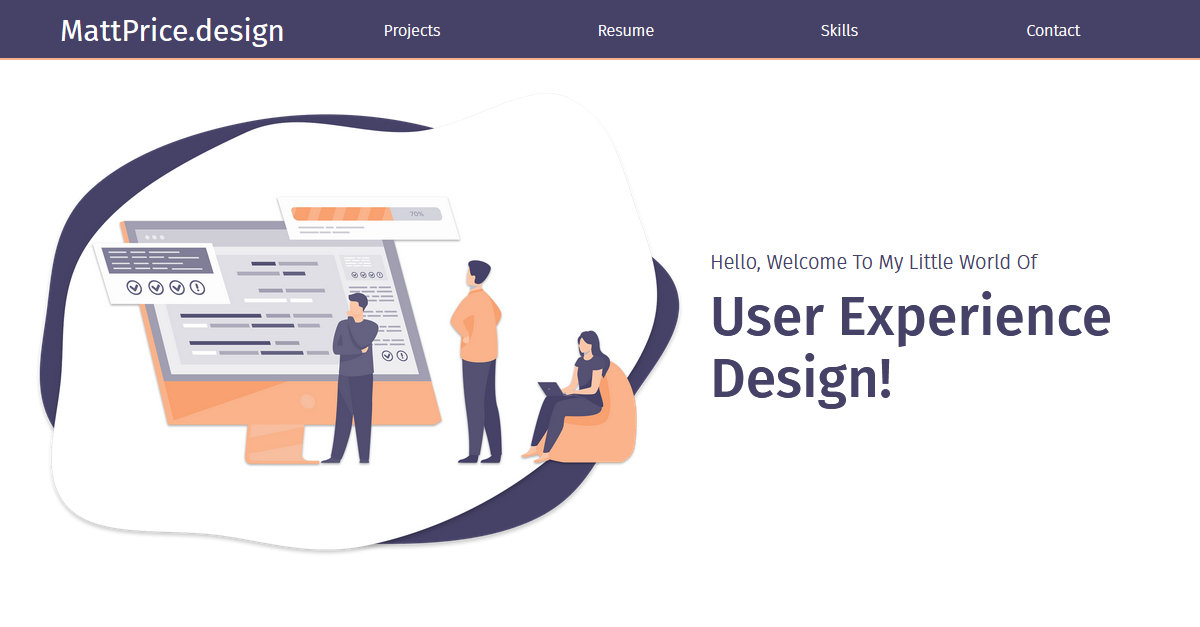 MattPrice.design
Projects
Resume
Skills
Contact
70%
Hello, Welcome To My Little World Of
User Experience
Design!